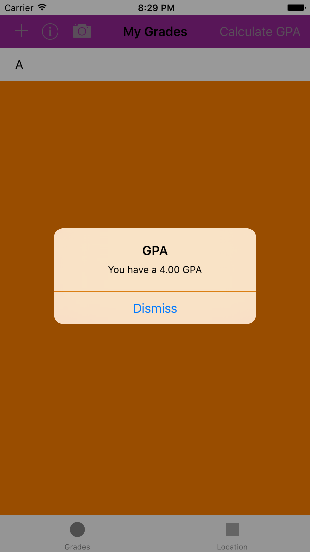 Carrier 8:29 PM
My Grades Calculate GPA
A
GPA
You have a 4.00 GPA
Dismiss
Grades Location